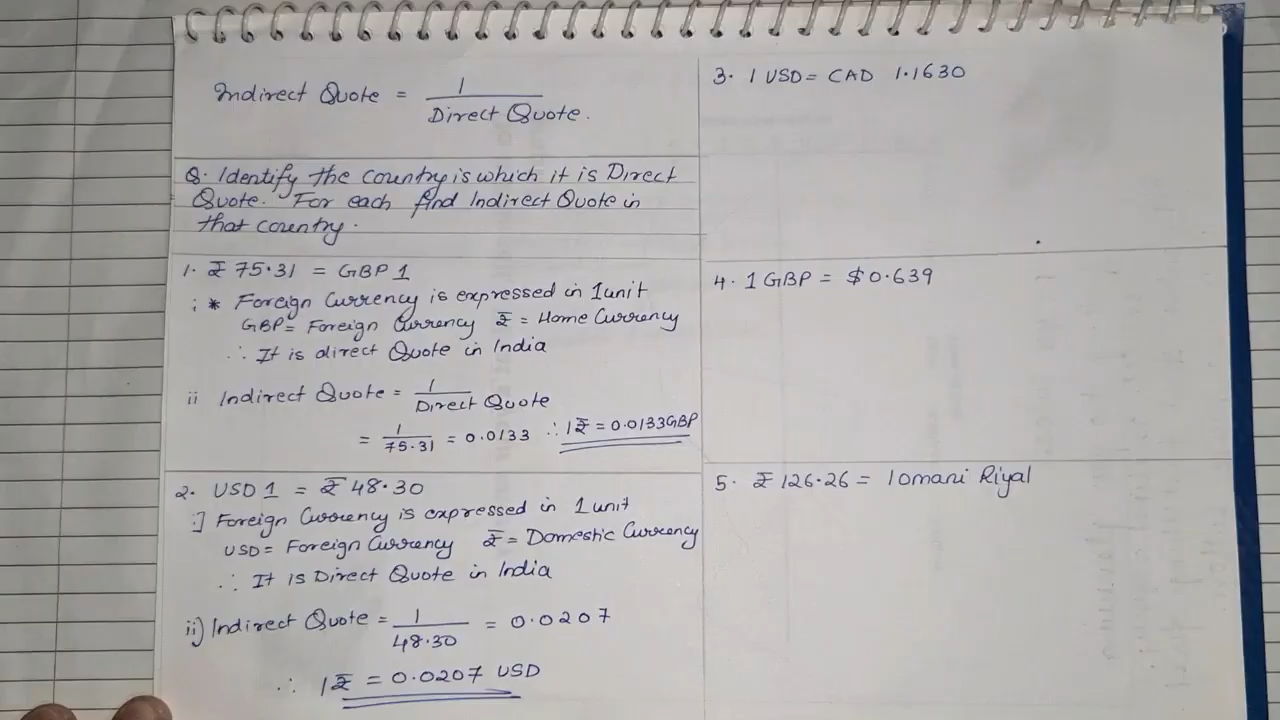 Indirect Quote = 1
Direct Quote.
Q. Identify the country is which it is Direct
Quote. For each find Indirect Quote in
that country.
1. ₹ 75.31 = GBP 1
i * Foreign Currency is expressed in 1 unit
GBP = Foreign Currency ₹ = Home Currency
∴ It is direct Quote in India
ii Indirect Quote = 1
Direct Quote
= 1/75.31 = 0.0133 ∴ 1₹ = 0.0133 GBP
2. USD 1 = ₹ 48.30
i] Foreign Currency is expressed in 1 unit
USD = Foreign Currency ₹ = Domestic Currency
∴ It is Direct Quote in India
ii) Indirect Quote = 1/48.30 = 0.0207
∴ 1₹ = 0.0207 USD
3. 1 USD = CAD 1.1630
4. 1 GBP = $0.639
5. ₹ 126.26 = 1 Omani Riyal